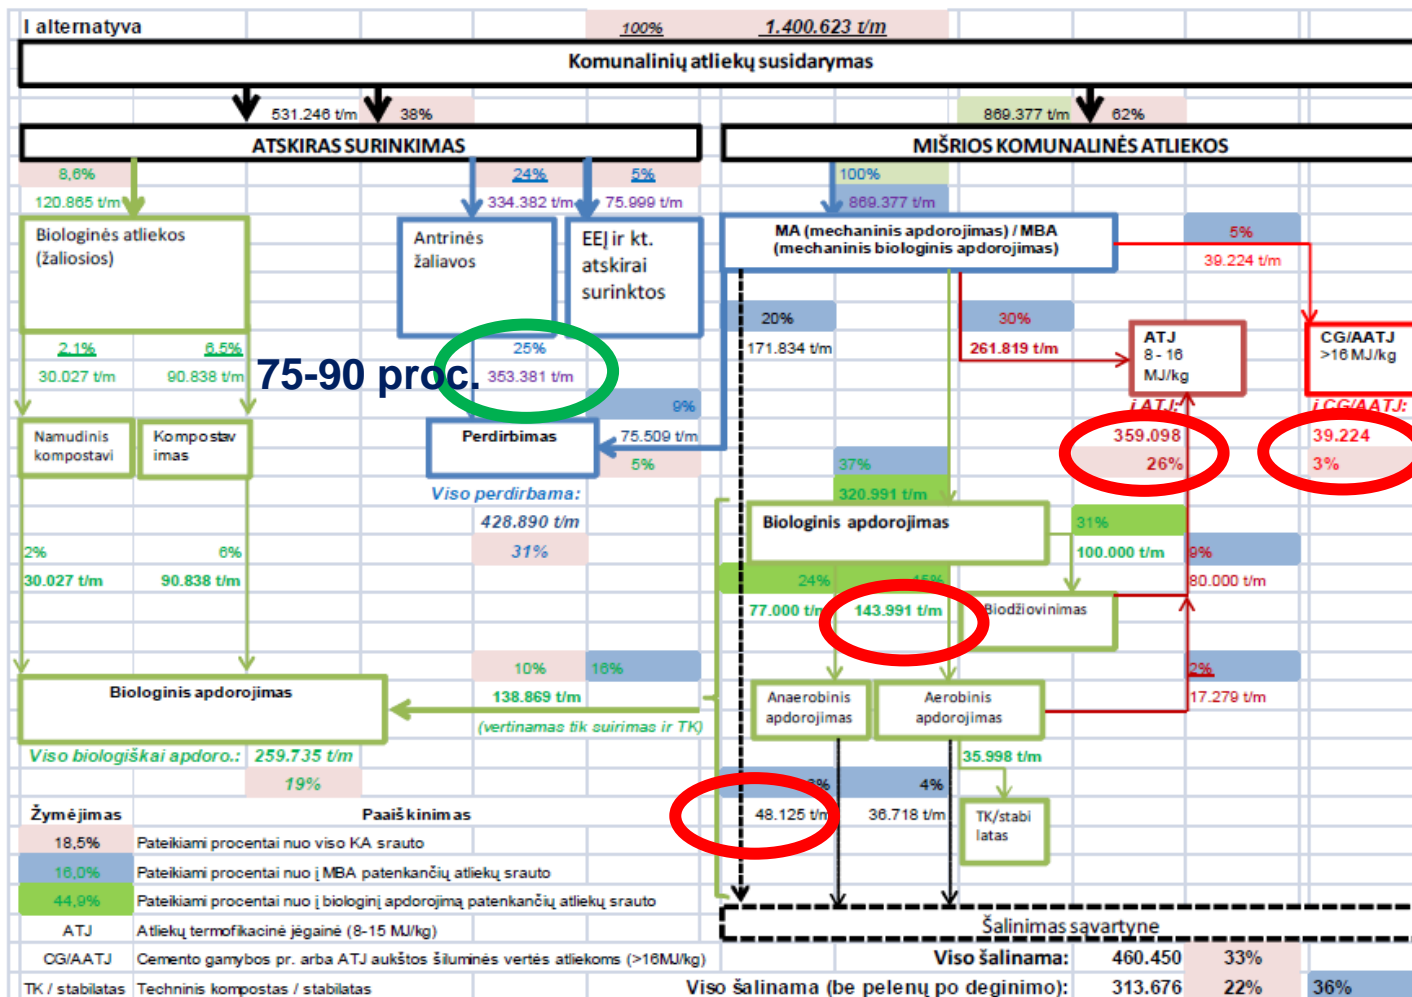 I alternatyva 100% 1.400.623 t/m
Komunalinių atliekų susidarymas
531.246 t/m 38% 869.377 t/m 62%
ATSKIRAS SURINKIMAS MIŠRIOS KOMUNALINĖS ATLIEKOS
8,6% 24% 5% 100%
120.865 t/m 334.382 t/m 75.999 t/m 869.377 t/m
Biologinės atliekos
(žaliosios)
Antrinės
žaliavos
EEĮ ir kt.
atskirai
surinktos
MA (mechaninis apdorojimas) / MBA
(mechaninis biologinis apdorojimas)
5%
39.224 t/m
20% 30%
171.834 t/m 261.819 t/m
ATJ
8 - 16
MJ/kg
CG/AATJ
>16 MJ/kg
2,1% 6,5% 25%
30.027 t/m 90.838 t/m 75-90 proc. 353.381 t/m
į ATJ: į CG/AATJ:
359.098 39.224
26% 3%
9%
Namudinis
kompostavi
Kompostav
imas
Perdirbimas 75.509 t/m
5%
37%
320.991 t/m
Viso perdirbama:
428.890 t/m
31%
Biologinis apdorojimas
31%
100.000 t/m
9%
80.000 t/m
2% 6%
30.027 t/m 90.838 t/m
24% 45%
77.000 t/m 143.991 t/m
Biodžiovinimas
10% 16%
138.869 t/m
(vertinamas tik suirimas ir TK)
Biologinis apdorojimas
Anaerobinis
apdorojimas
Aerobinis
apdorojimas
2%
17.279 t/m
Viso biologiškai apdoro.: 259.735 t/m
19%
35.998 t/m
4%
48.125 t/m 36.718 t/m
TK/stabi
latas
Žymėjimas Paaiškinimas
18,5% Pateikiami procentai nuo viso KA srauto
16,0% Pateikiami procentai nuo į MBA patenkančių atliekų srauto
44,9% Pateikiami procentai nuo į biologinį apdorojimą patenkančių atliekų srauto
ATJ Atliekų termofikacinė jėgainė (8-15 MJ/kg)
CG/AATJ Cemento gamybos pr. arba ATJ aukštos šiluminės vertės atliekoms (>16MJ/kg)
TK / stabilatas Techninis kompostas / stabilatas
Šalinimas sąvartyne
Viso šalinama: 460.450 33%
Viso šalinama (be pelenų po deginimo): 313.676 22% 36%